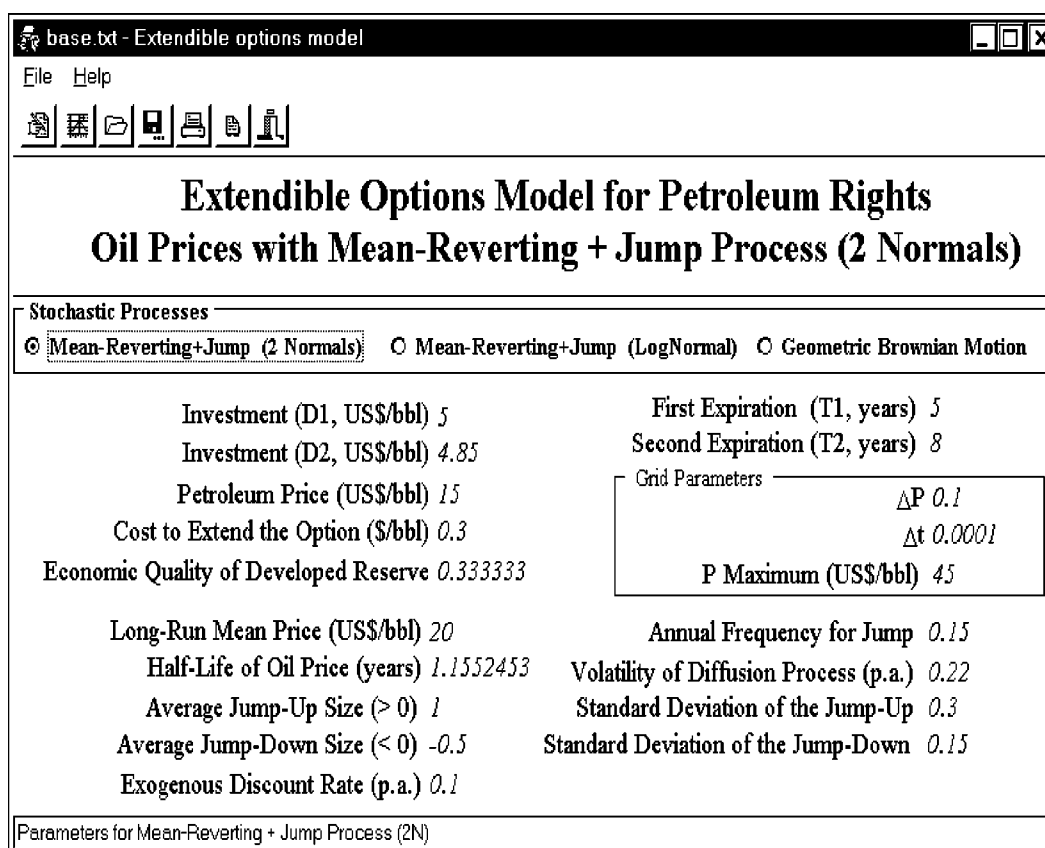 base.txt - Extendible options model
File Help
Extendible Options Model for Petroleum Rights
Oil Prices with Mean-Reverting + Jump Process (2 Normals)
Stochastic Processes
Mean-Reverting+Jump (2 Normals) Mean-Reverting+Jump (LogNormal) Geometric Brownian Motion
Investment (D1, US$/bbl) 5
Investment (D2, US$/bbl) 4.85
Petroleum Price (US$/bbl) 15
Cost to Extend the Option ($/bbl) 0.3
Economic Quality of Developed Reserve 0.333333
First Expiration (T1, years) 5
Second Expiration (T2, years) 8
Grid Parameters
ΔP 0.1
Δt 0.0001
P Maximum (US$/bbl) 45
Long-Run Mean Price (US$/bbl) 20
Half-Life of Oil Price (years) 1.1552453
Average Jump-Up Size (> 0) 1
Average Jump-Down Size (< 0) -0.5
Exogenous Discount Rate (p.a.) 0.1
Annual Frequency for Jump 0.15
Volatility of Diffusion Process (p.a.) 0.22
Standard Deviation of the Jump-Up 0.3
Standard Deviation of the Jump-Down 0.15
Parameters for Mean-Reverting + Jump Process (2N)